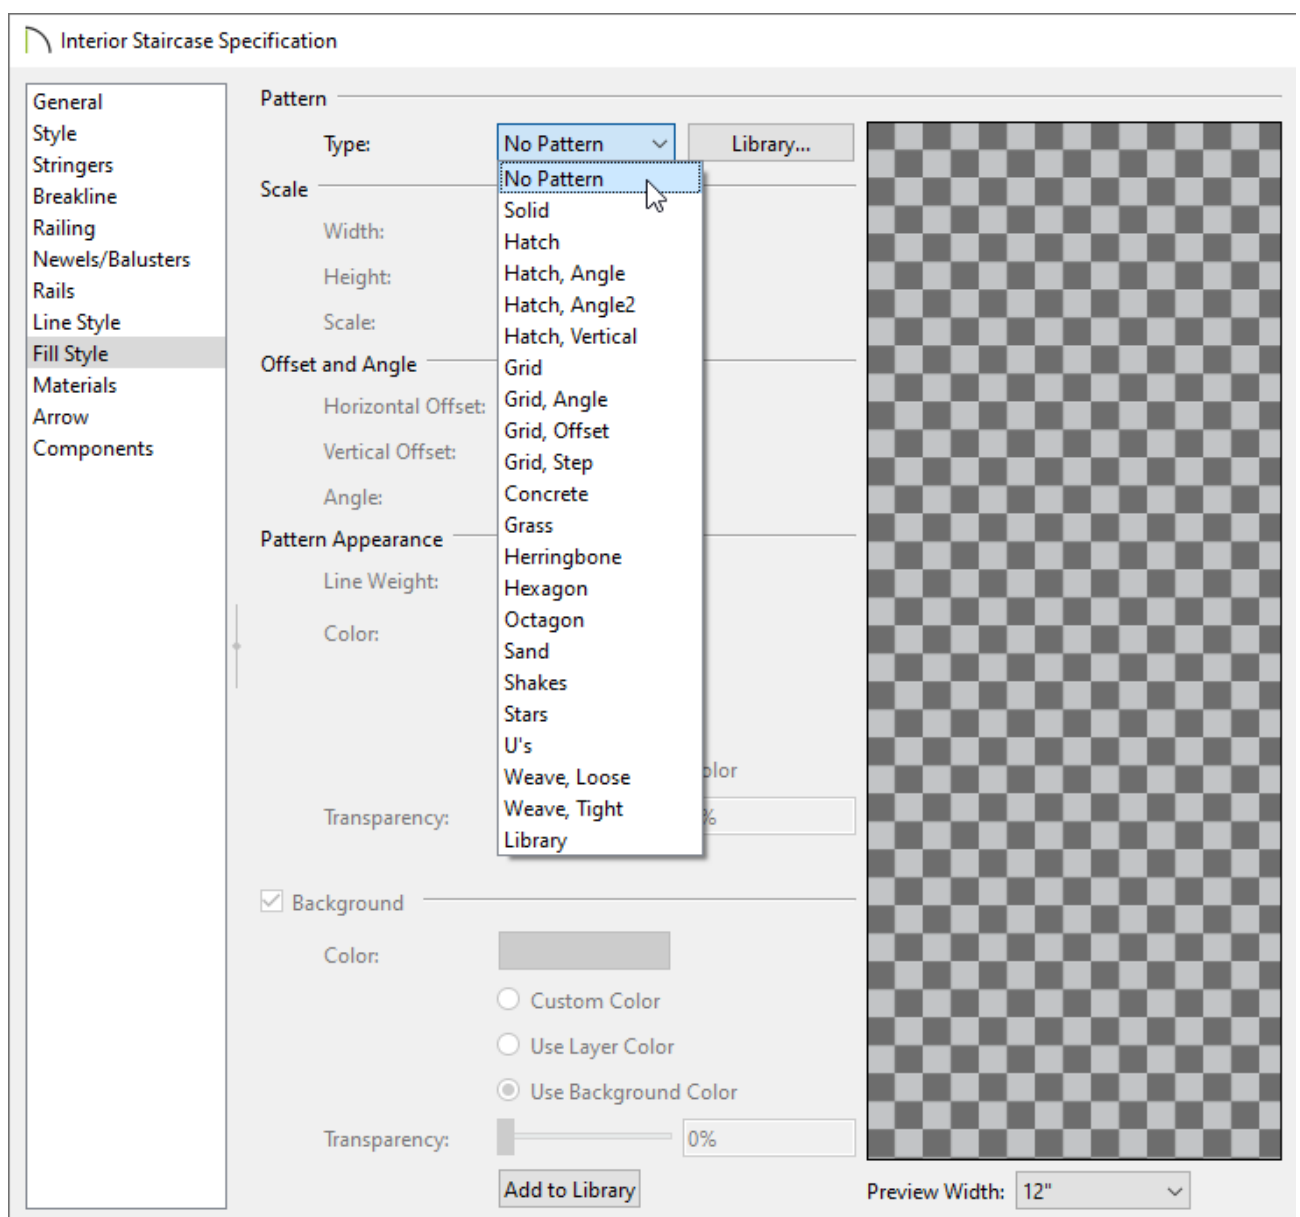 Interior Staircase Specification
General
Style
Stringers
Breakline
Railing
Newels/Balusters
Rails
Line Style
Fill Style
Materials
Arrow
Components
Pattern
Type:
No Pattern
Library...
No Pattern
Solid
Hatch
Hatch, Angle
Hatch, Angle2
Hatch, Vertical
Grid
Grid, Angle
Grid, Offset
Grid, Step
Concrete
Grass
Herringbone
Hexagon
Octagon
Sand
Shakes
Stars
U's
Weave, Loose
Weave, Tight
Library
Scale
Width:
Height:
Scale:
Offset and Angle
Horizontal Offset:
Vertical Offset:
Angle:
Pattern Appearance
Line Weight:
Color:
olor
Transparency:
%
Background
Color:
Custom Color
Use Layer Color
Use Background Color
Transparency:
0%
Add to Library
Preview Width:
12"